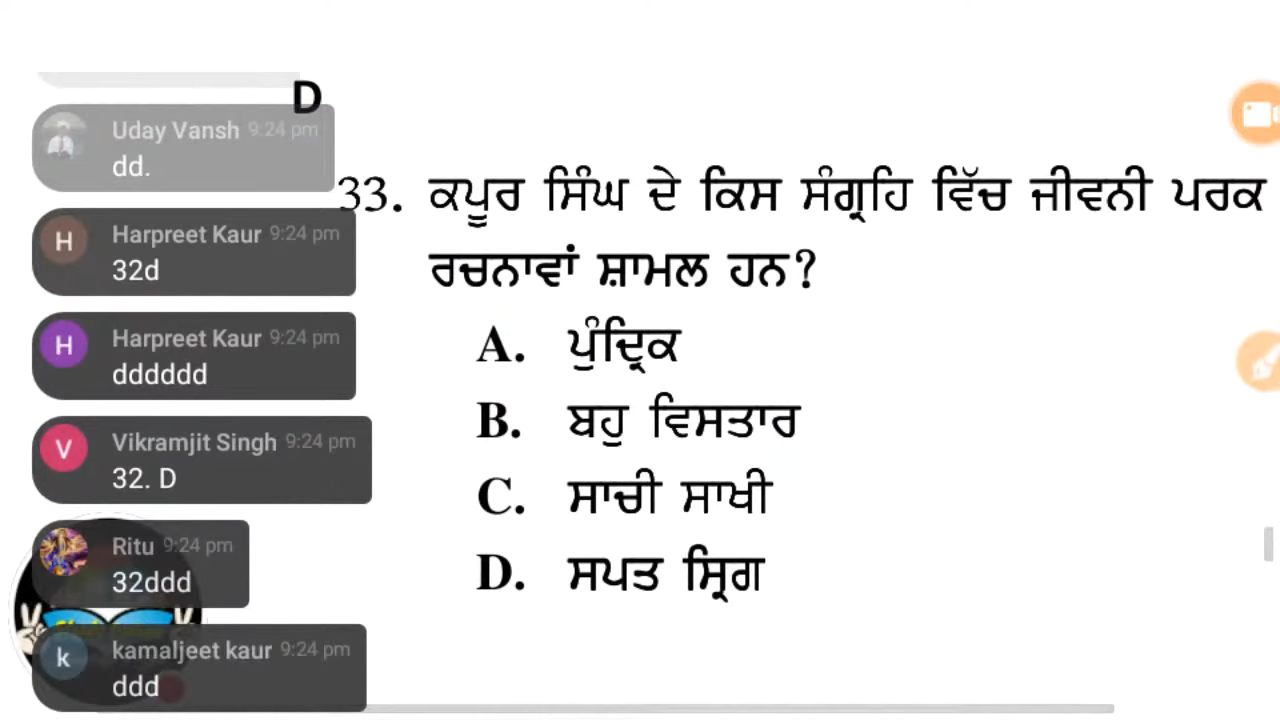 D
Uday Vansh 9:24 pm
dd.
Harpreet Kaur 9:24 pm
32d
Harpreet Kaur 9:24 pm
dddddd
Vikramjit Singh 9:24 pm
32. D
Ritu 9:24 pm
32ddd
kamaljeet kaur 9:24 pm
ddd
33. ਕਪੂਰ ਸਿੰਘ ਦੇ ਕਿਸ ਸੰਗ੍ਰਹਿ ਵਿੱਚ ਜੀਵਨੀ ਪਰਕ
ਰਚਨਾਵਾਂ ਸ਼ਾਮਲ ਹਨ?
A. ਪੁੰਦ੍ਰਿਕ
B. ਬਹੁ ਵਿਸਤਾਰ
C. ਸਾਚੀ ਸਾਖੀ
D. ਸਪਤ ਸ੍ਰਿਗ